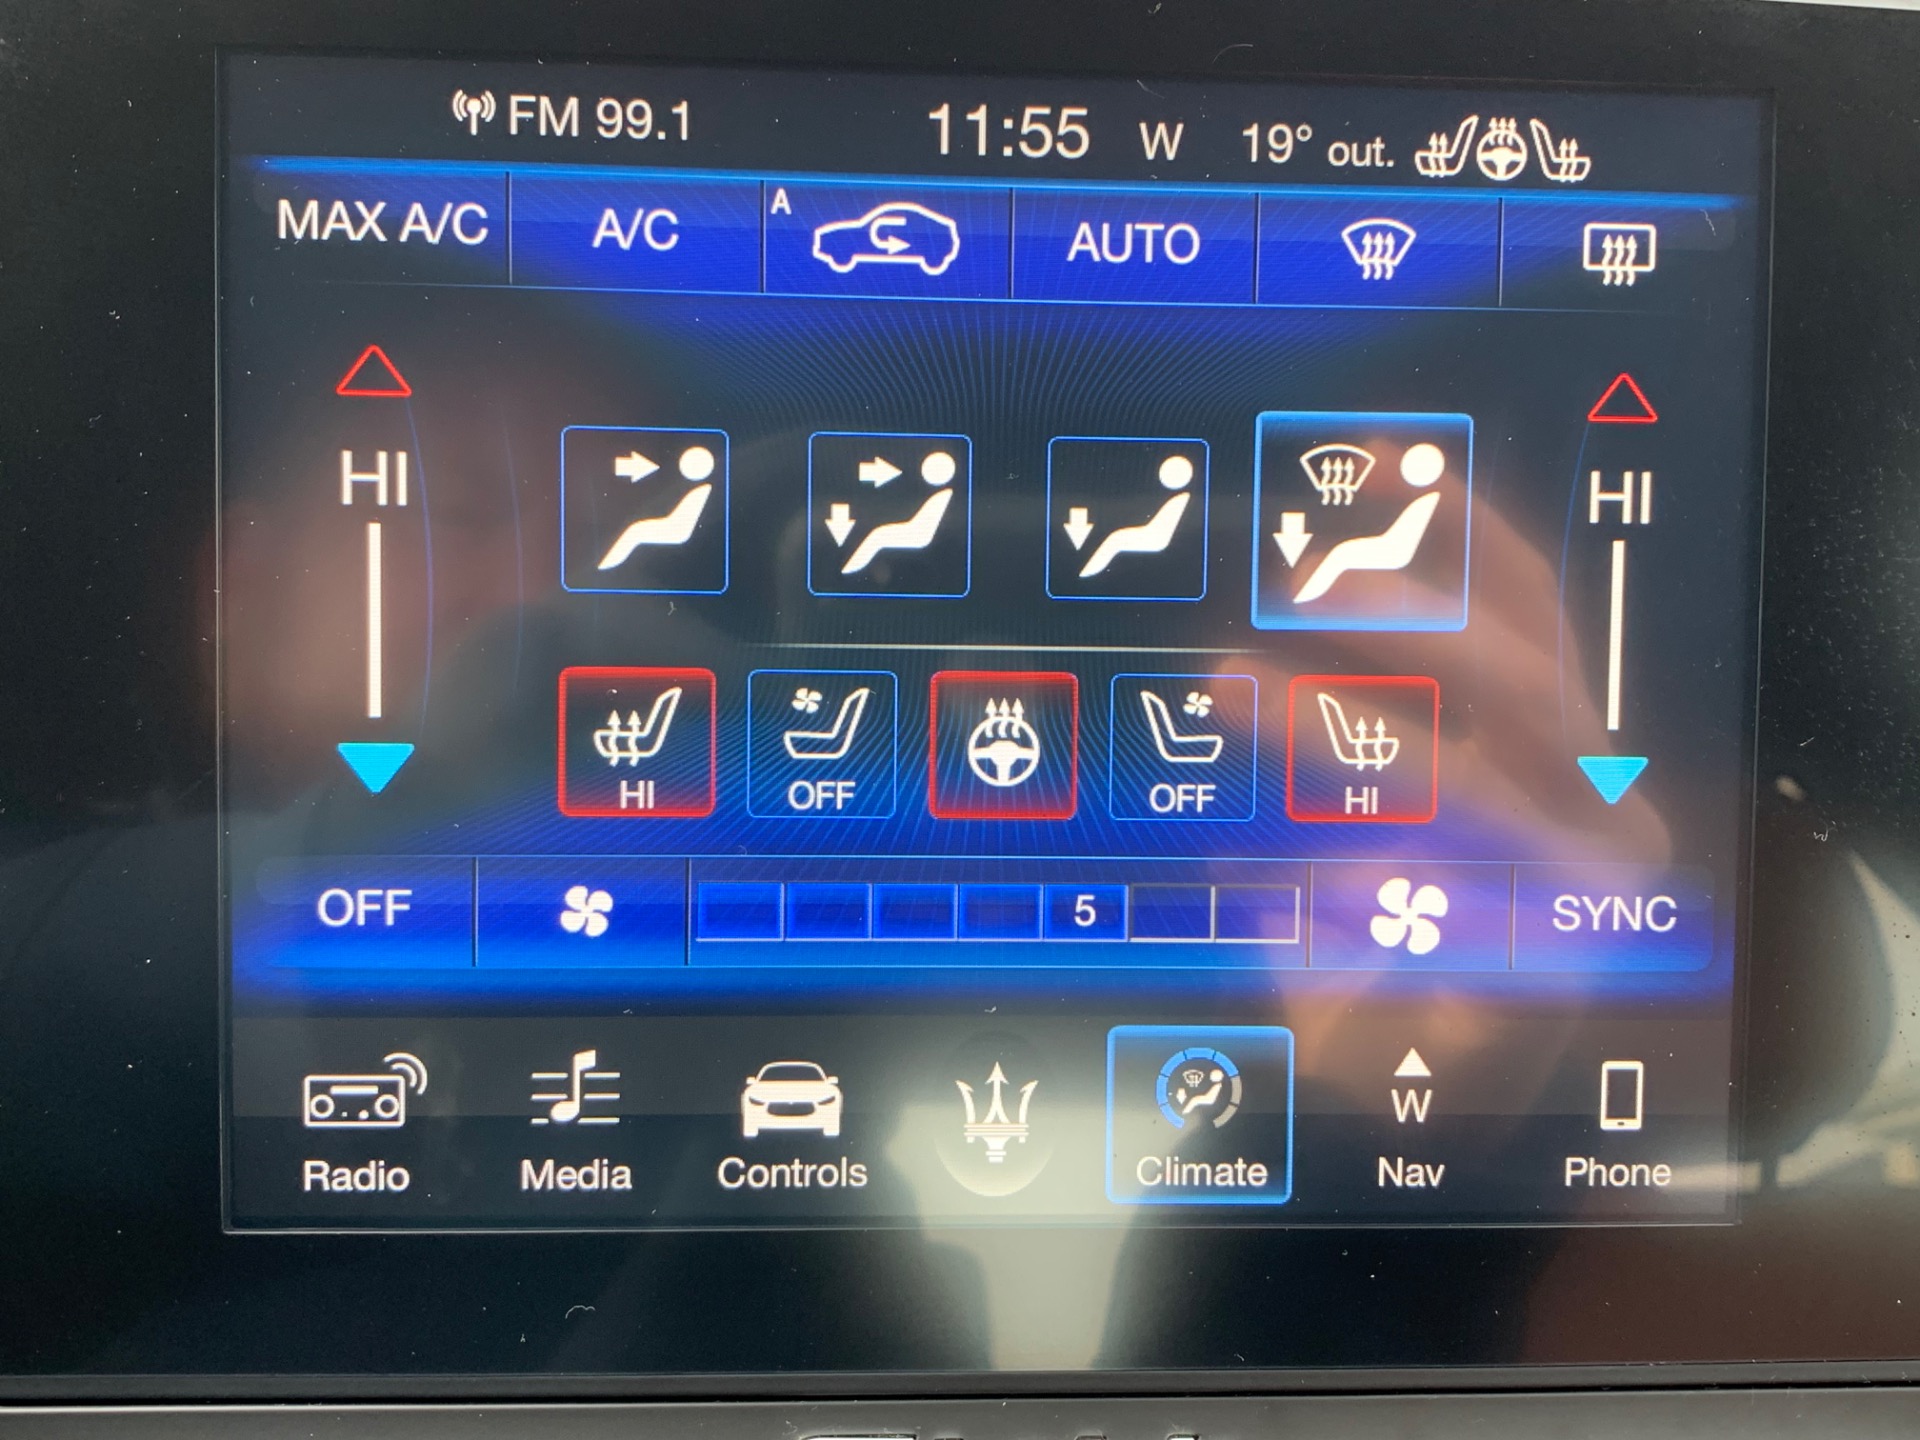 FM 99.1 11:55 W 19° out.
MAX A/C A/C A AUTO
HI HI
HI OFF OFF HI
OFF 5 SYNC
W
Radio Media Controls Climate Nav Phone